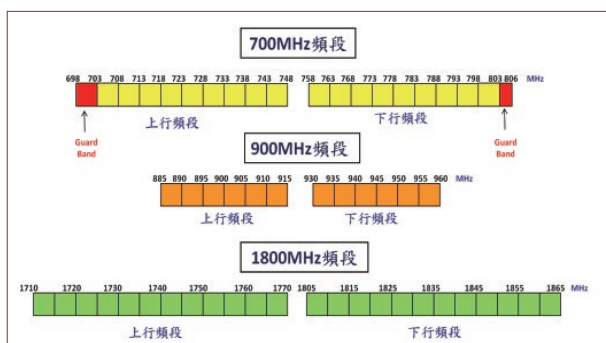 700MHz頻段
698 703 708 713 718 723 728 733 738 743 748 758 763 768 773 778 783 788 793 798 803 806 MHz
上行頻段 下行頻段
Guard Band Guard Band
900MHz頻段
885 890 895 900 905 910 915 930 935 940 945 950 955 960 MHz
上行頻段 下行頻段
1800MHz頻段
1710 1720 1730 1740 1750 1760 1770 1805 1815 1825 1835 1845 1855 1865 MHz
上行頻段 下行頻段